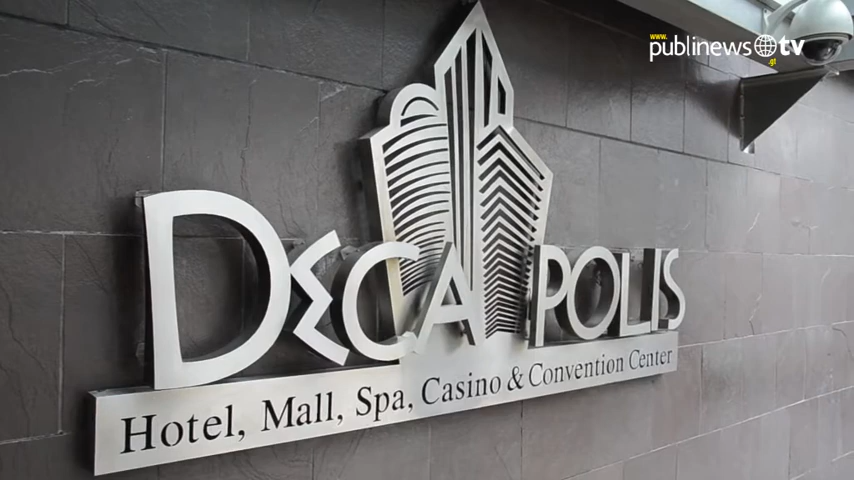 www.
publinews tv
.gt
DECAPOLIS
Hotel, Mall, Spa, Casino & Convention Center